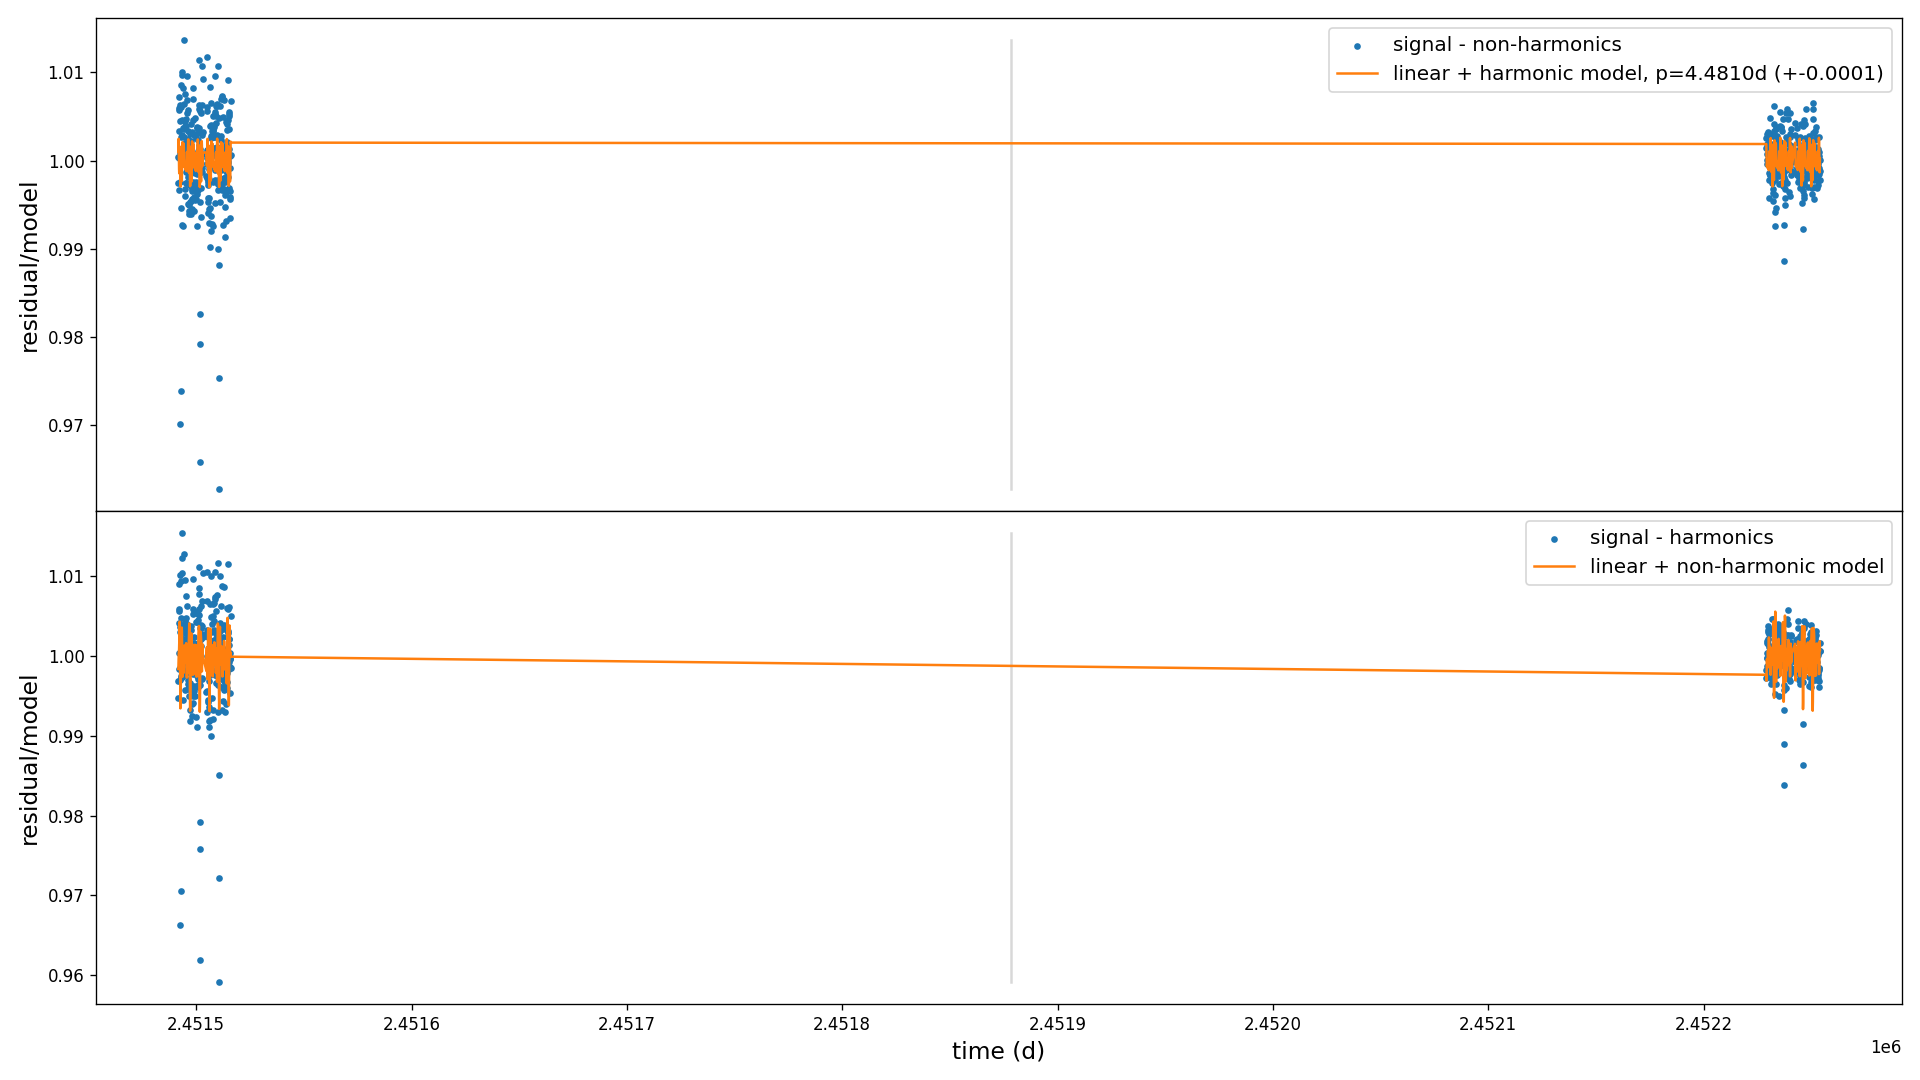 signal - non-harmonics
linear + harmonic model, p=4.4810d (+-0.0001)
1.01
1.00
0.99
0.98
0.97
residual/model
signal - harmonics
linear + non-harmonic model
1.01
1.00
0.99
0.98
0.97
0.96
residual/model
2.4515 2.4516 2.4517 2.4518 2.4519 2.4520 2.4521 2.4522
1e6
time (d)